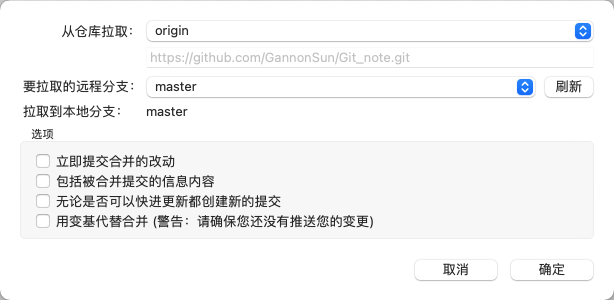 从仓库拉取： origin
https://github.com/GannonSun/Git_note.git
要拉取的远程分支： master 刷新
拉取到本地分支： master
选项
立即提交合并的改动
包括被合并提交的信息内容
无论是否可以快进更新都创建新的提交
用变基代替合并 (警告：请确保您还没有推送您的变更)
取消 确定